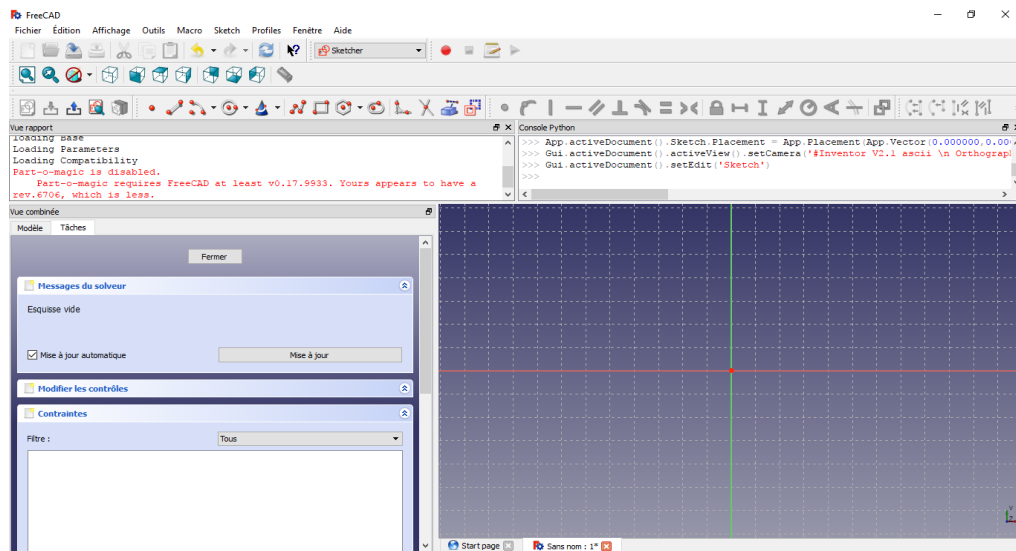 FreeCAD
Fichier Édition Affichage Outils Macro Sketch Profiles Fenêtre Aide
Sketcher
Vue rapport
Loading Base
Loading Parameters
Loading Compatibility
Part-o-magic is disabled.
Part-o-magic requires FreeCAD at least v0.17.9933. Yours appears to have a
rev.6706, which is less.
Console Python
>>> App.activeDocument().Sketch.Placement = App.Placement(App.Vector(0.000000,0.00
>>> Gui.activeDocument().activeView().setCamera('#Inventor V2.1 ascii \n Orthograp
>>> Gui.activeDocument().setEdit('Sketch')
>>>
Vue combinée
Modèle Tâches
Fermer
Messages du solveur
Esquisse vide
Mise à jour automatique Mise à jour
Modifier les contrôles
Contraintes
Filtre : Tous
Y
Start page Sans nom : 1*